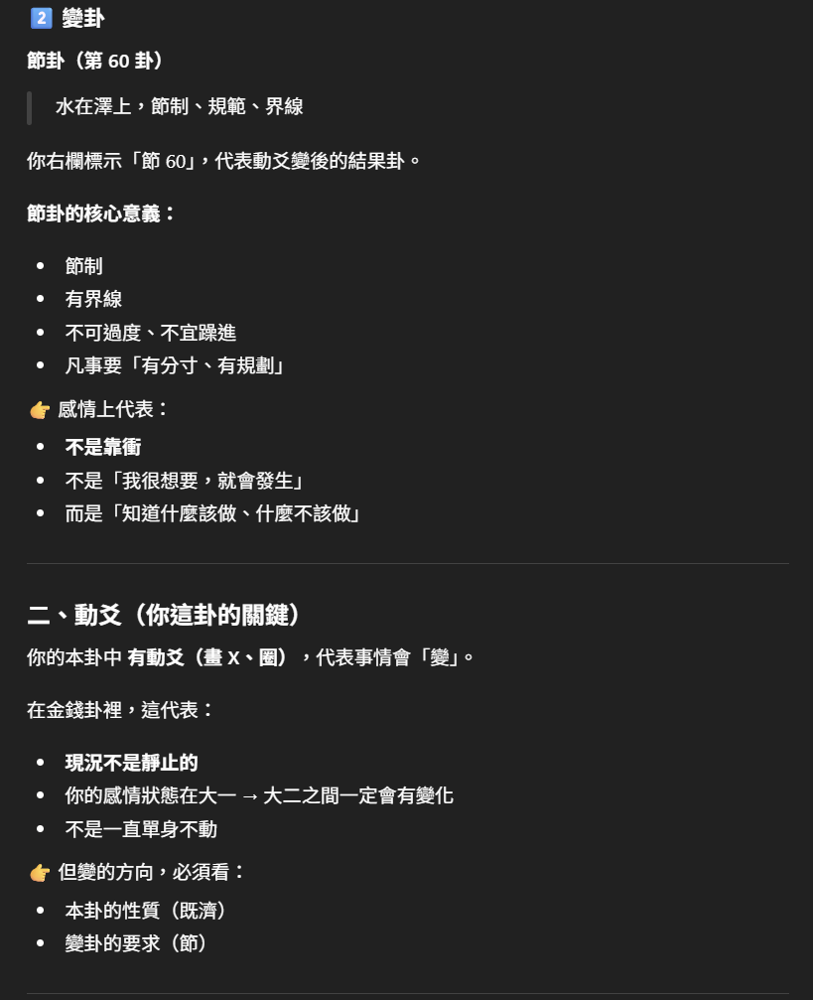 2 變卦
節卦（第 60 卦）
水在澤上，節制、規範、界線
你右欄標示「節 60」，代表動爻變後的結果卦。
節卦的核心意義：
• 節制
• 有界線
• 不可過度、不宜躁進
• 凡事要「有分寸、有規劃」
👉 感情上代表：
• 不是靠衝
• 不是「我很想要，就會發生」
• 而是「知道什麼該做、什麼不該做」
二、動爻（你這卦的關鍵）
你的本卦中 有動爻（畫 X、圈），代表事情會「變」。
在金錢卦裡，這代表：
• 現況不是靜止的
• 你的感情狀態在大一 → 大二之間一定會有變化
• 不是一直單身不動
👉 但變的方向，必須看：
• 本卦的性質（既濟）
• 變卦的要求（節）